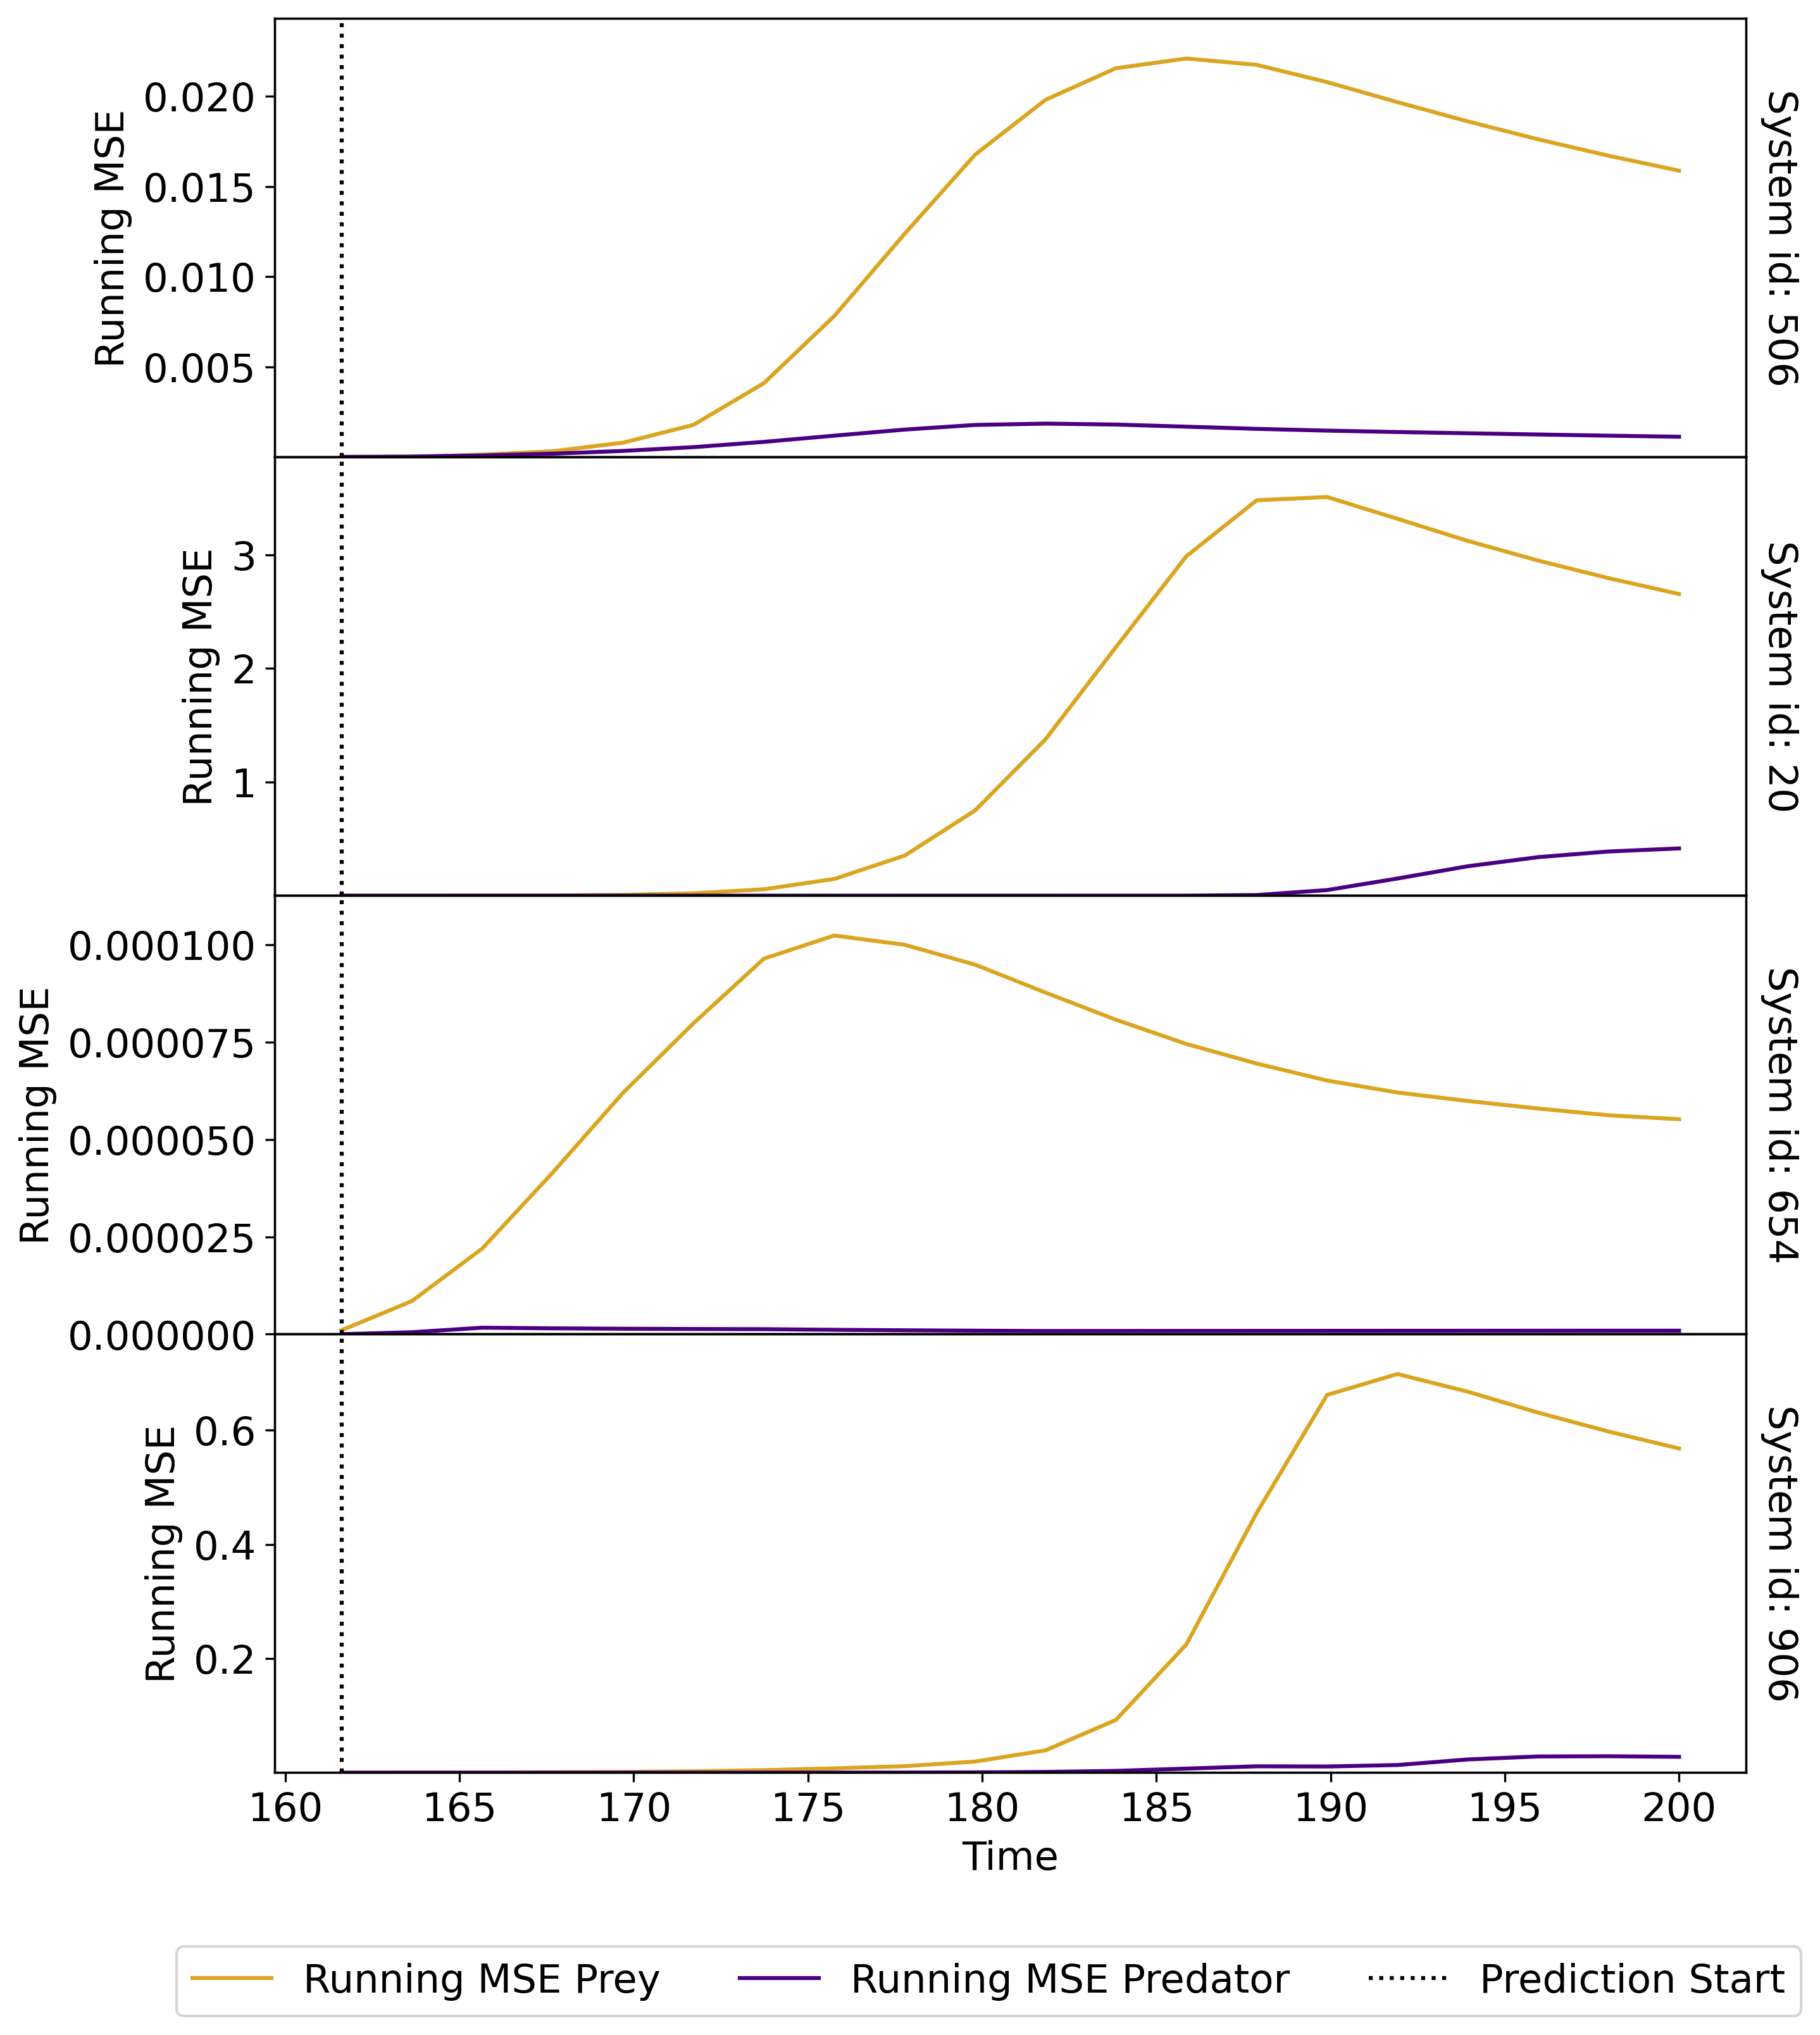 0.020
0.015
0.010
0.005
Running MSE
System id: 506
3
2
1
Running MSE
System id: 20
0.000100
0.000075
0.000050
0.000025
0.000000
Running MSE
System id: 654
0.6
0.4
0.2
Running MSE
System id: 906
160 165 170 175 180 185 190 195 200
Time
Running MSE Prey Running MSE Predator Prediction Start